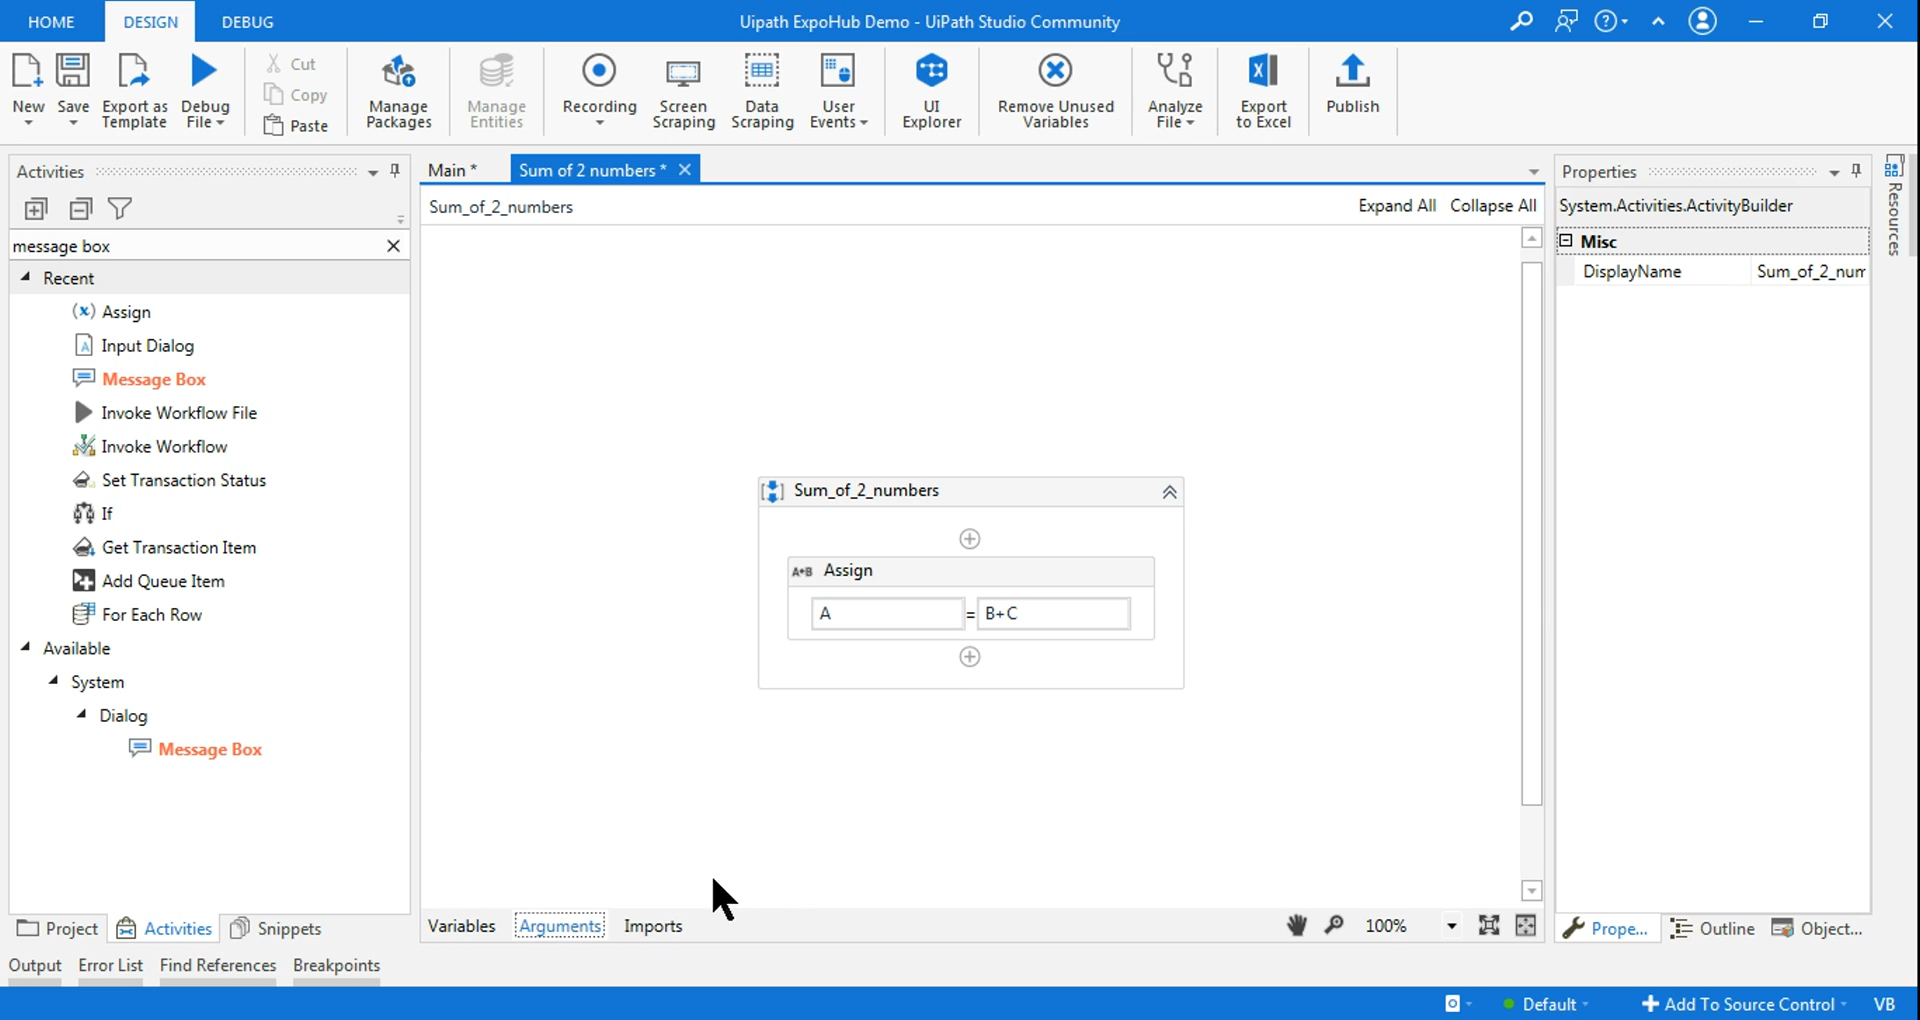 HOME DESIGN DEBUG Uipath ExpoHub Demo - UiPath Studio Community
New Save Export as Template Debug File Cut Copy Paste Manage Packages Manage Entities Recording Screen Scraping Data Scraping User Events UI Explorer Remove Unused Variables Analyze File Export to Excel Publish
Activities
message box
Recent
(x) Assign
Input Dialog
Message Box
Invoke Workflow File
Invoke Workflow
Set Transaction Status
If
Get Transaction Item
Add Queue Item
For Each Row
Available
System
Dialog
Message Box
Project Activities Snippets
Main * Sum of 2 numbers *
Sum_of_2_numbers Expand All Collapse All
Sum_of_2_numbers
A+B Assign
A = B+C
Variables Arguments Imports 100%
Properties
System.Activities.ActivityBuilder
Misc
DisplayName Sum_of_2_num
Prope... Outline Object...
Resources
Output Error List Find References Breakpoints
Default Add To Source Control VB